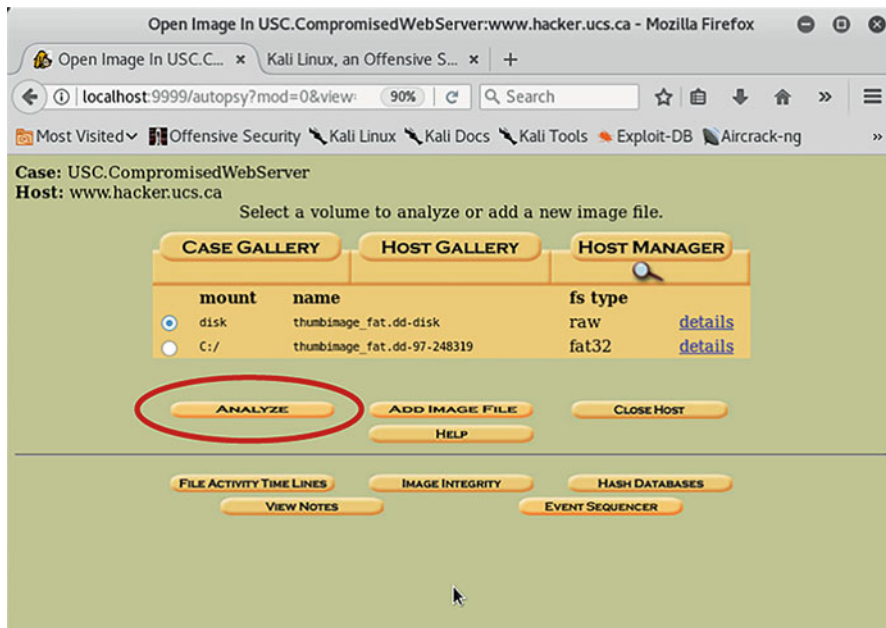 Open Image In USC.CompromisedWebServer:www.hacker.ucs.ca - Mozilla Firefox
Open Image In USC.C... × Kali Linux, an Offensive S... × +
localhost:9999/autopsy?mod=0&view= 90% Search
Most Visited Offensive Security Kali Linux Kali Docs Kali Tools Exploit-DB Aircrack-ng »
Case: USC.CompromisedWebServer
Host: www.hacker.ucs.ca
Select a volume to analyze or add a new image file.
CASE GALLERY HOST GALLERY HOST MANAGER
mount name fs type
disk thumbimage_fat.dd-disk raw details
C:/ thumbimage_fat.dd-97-248319 fat32 details
ANALYZE ADD IMAGE FILE CLOSE HOST
HELP
FILE ACTIVITY TIME LINES IMAGE INTEGRITY HASH DATABASES
VIEW NOTES EVENT SEQUENCER